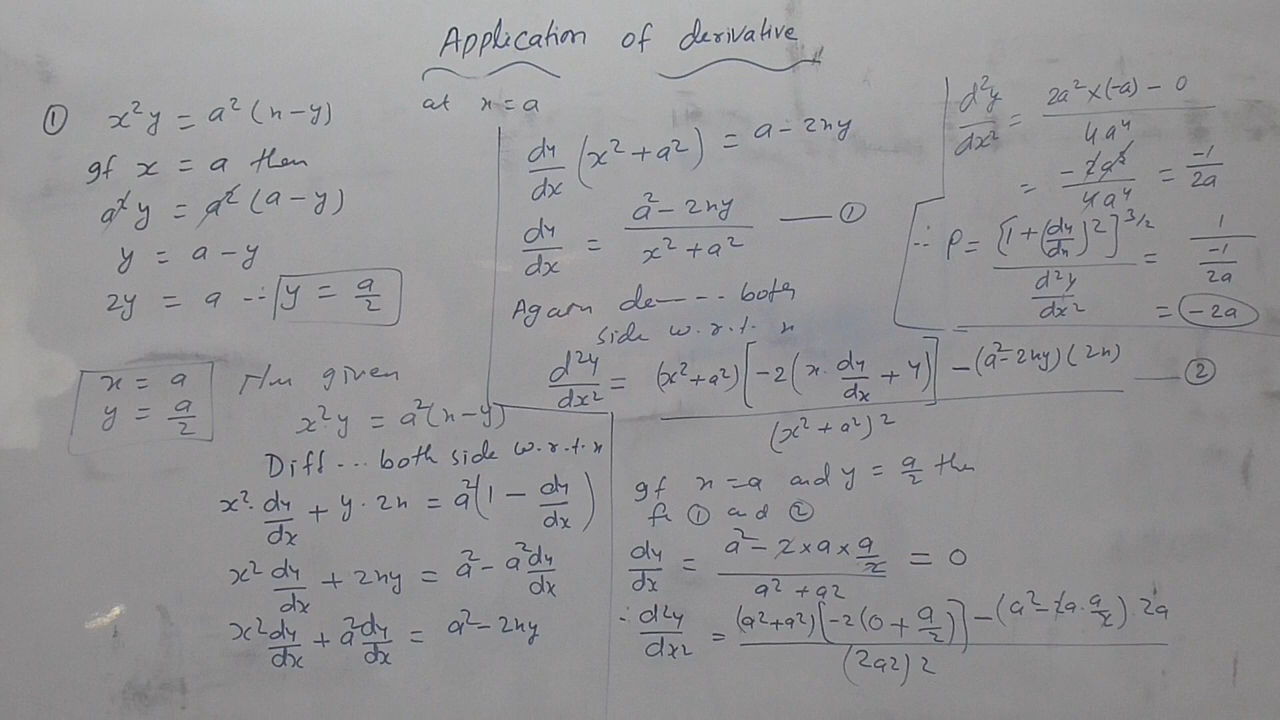 Application of derivative
① x²y = a²(x-y) at x = a
If x = a then
a²y = a²(a-y)
y = a-y
2y = a ∴ y = a/2
x = a
y = a/2
The given
x²y = a²(x-y)
Diff... both side w.r.t. x
x². dy/dx + y. 2x = a²(1 - dy/dx)
x² dy/dx + 2xy = a² - a² dy/dx
x² dy/dx + a² dy/dx = a² - 2xy
dy/dx (x² + a²) = a - 2xy
dy/dx = a² - 2xy / x² + a² — ①
Again de---- both
side w.r.t. x
d²y/dx² = (x²+a²)[-2(x. dy/dx + y)] - (a²-2xy)(2x) / (x² + a²)2 — ②
If x = a and y = a/2 then
① and ②
dy/dx = a² - 2×a×a/2 / a² + a² = 0
∴ d²y/dx2 = (a²+a²)[-2(0 + a/2)] - (a² - 2a. a/2). 2a / (2a2)2
d²y/dx² = 2a² × (-a) - 0 / 4a⁴
= -2a³ / 4a⁴ = -1/2a
∴ ρ = [1 + (dy/dx)2]^3/2 / d²y/dx² = 1 / -1/2a
= -2a